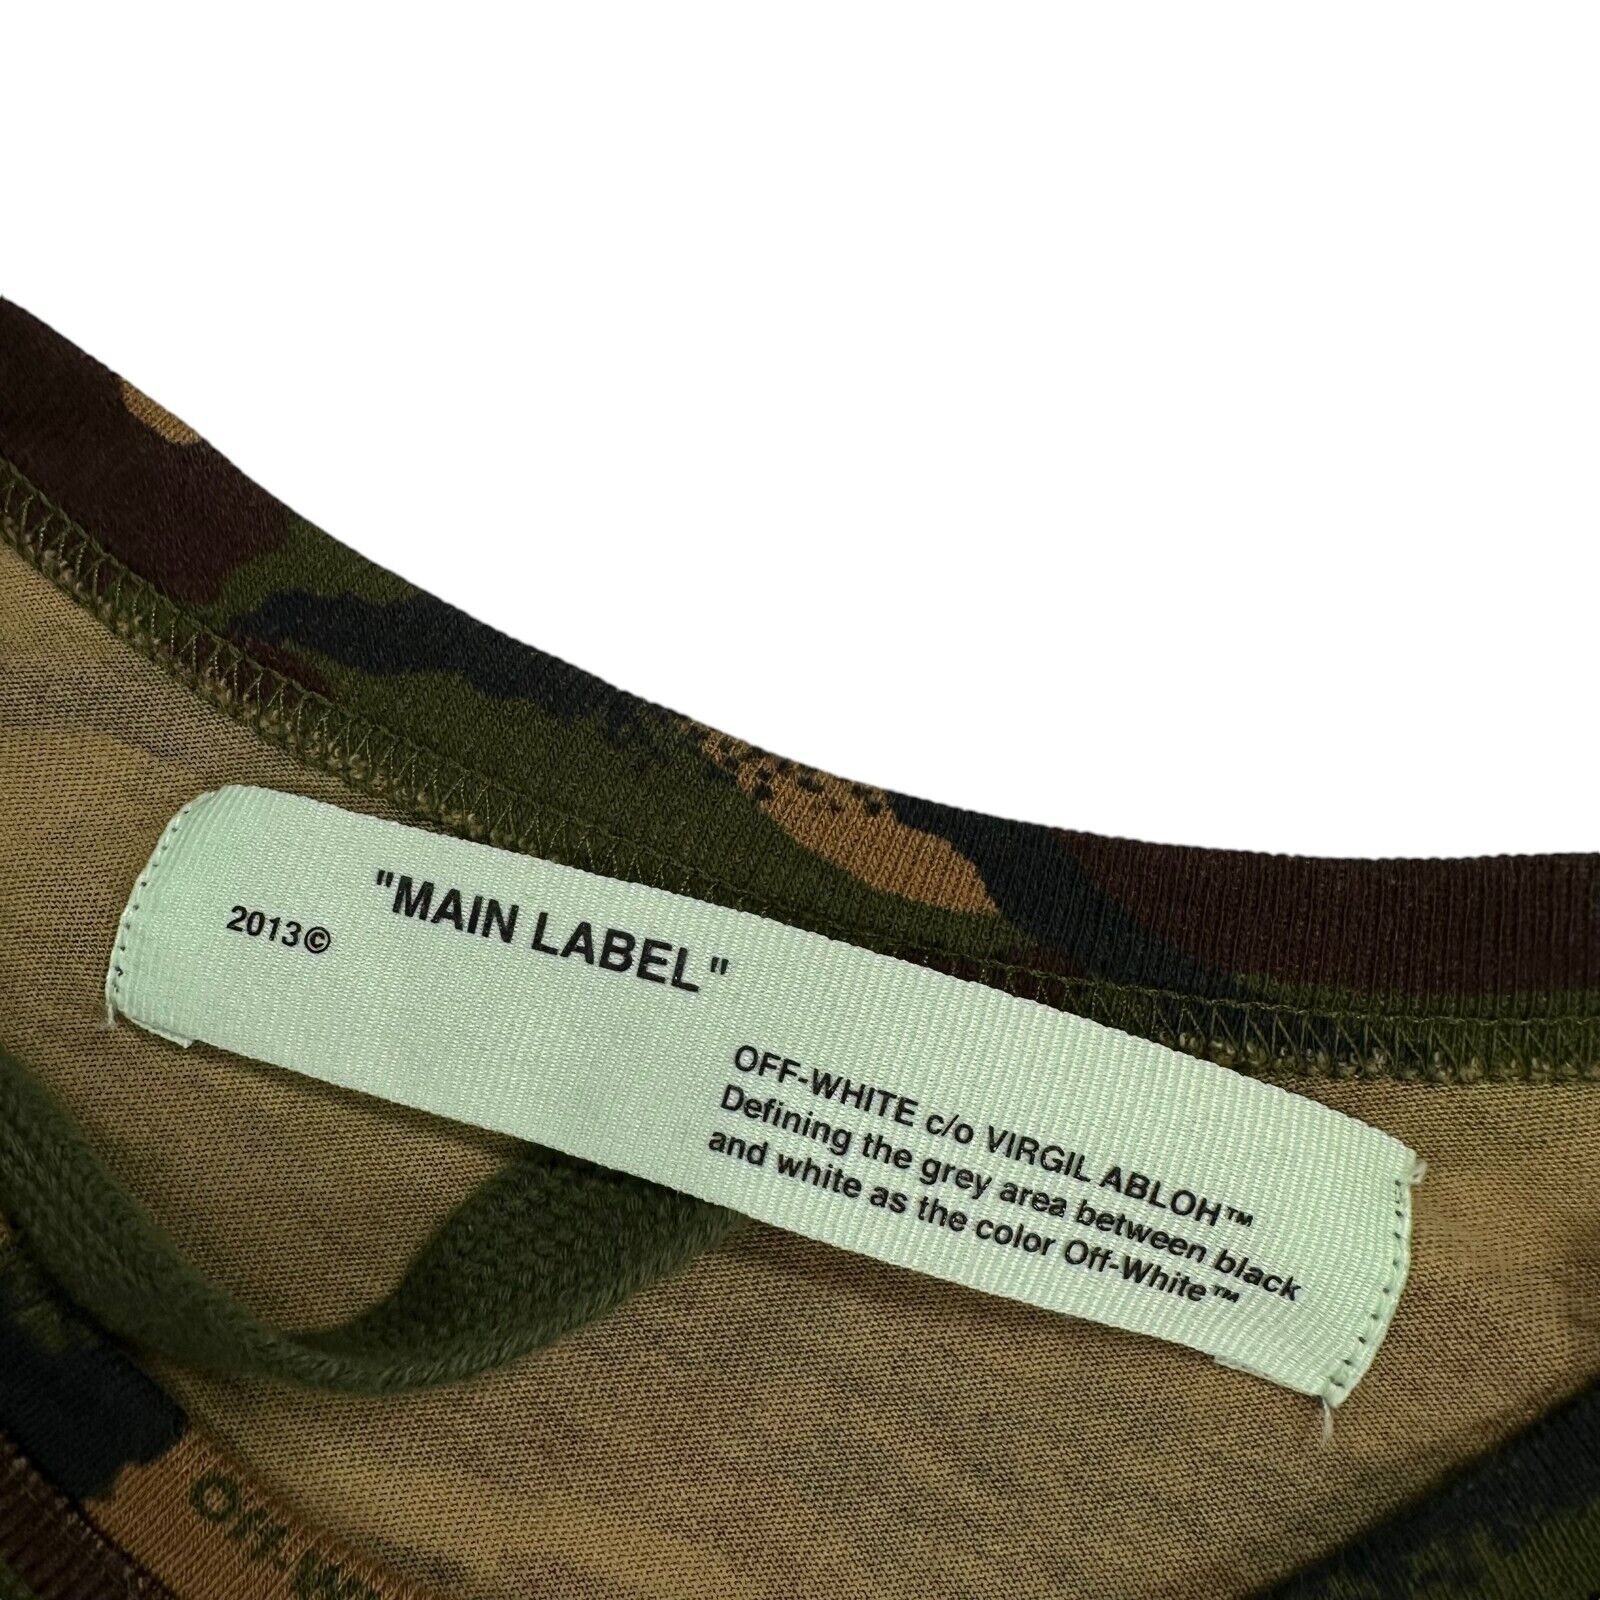 "MAIN LABEL"
2013©
OFF-WHITE c/o VIRGIL ABLOH™
Defining the grey area between black
and white as the color Off-White™